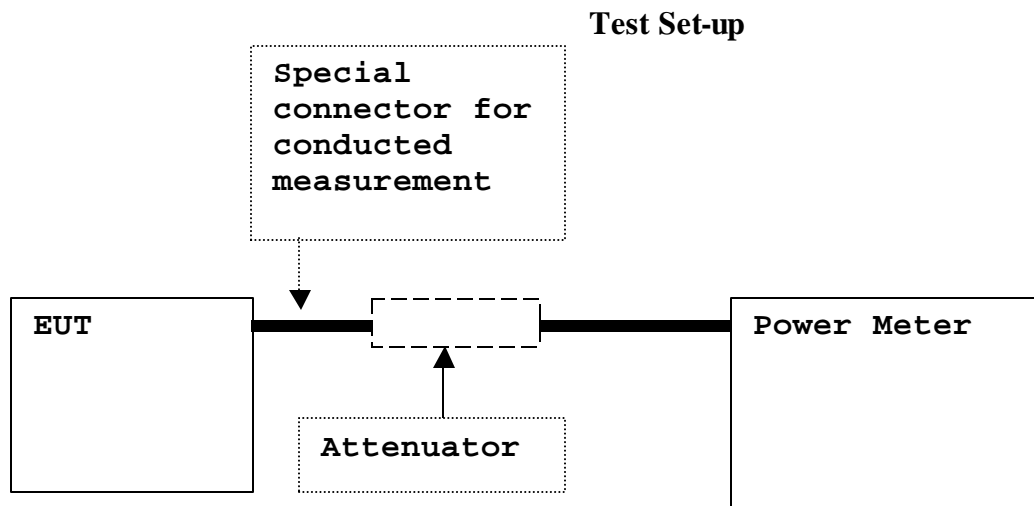 Test Set-up
Special
connector for
conducted
measurement
EUT
Power Meter
Attenuator